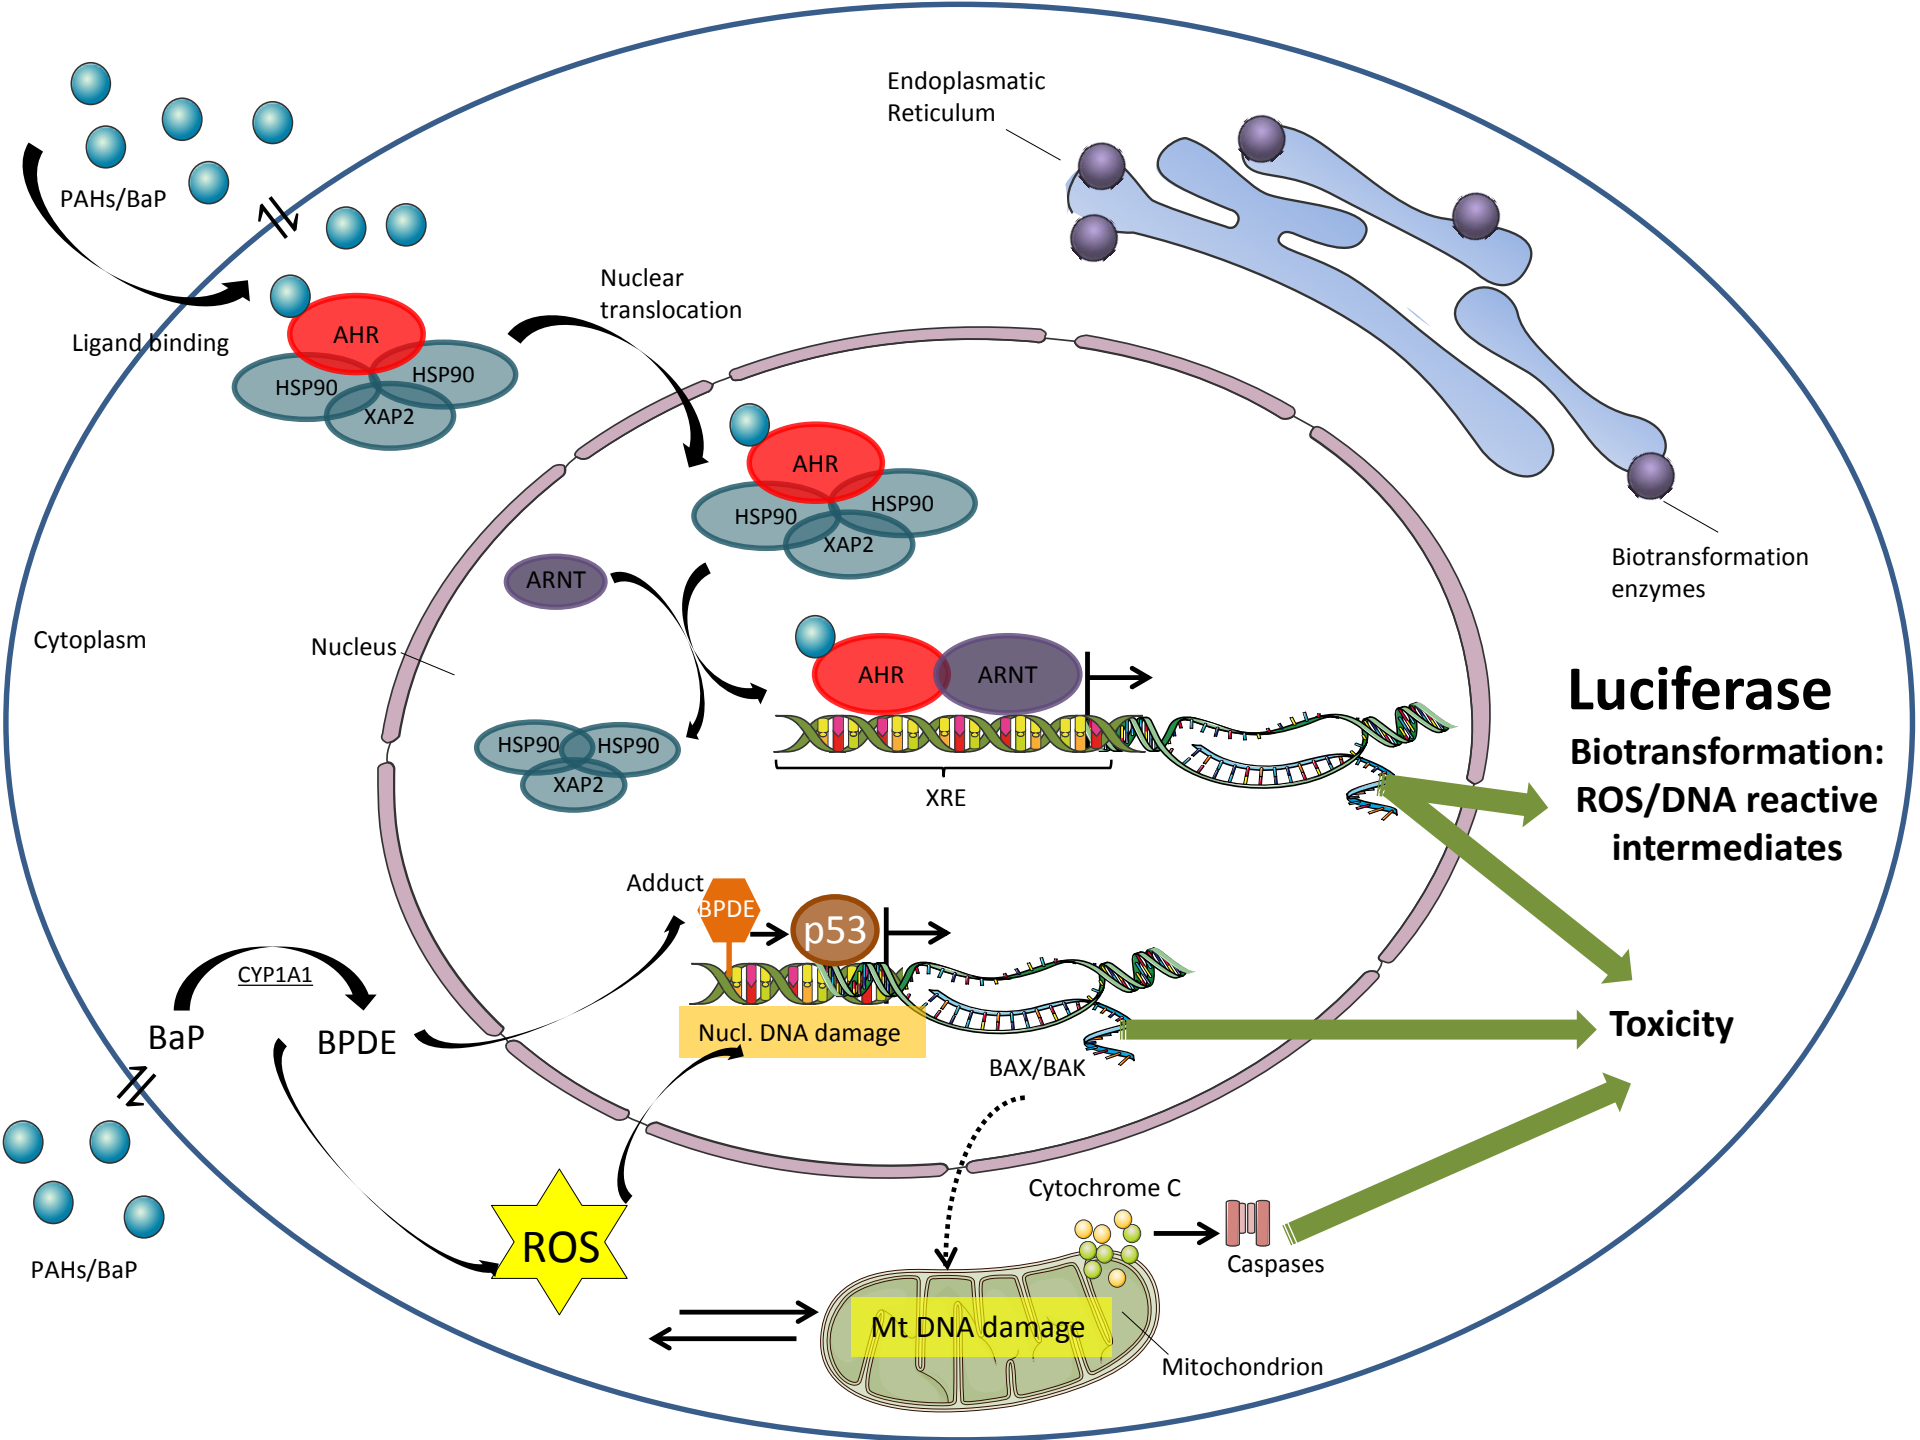 Endoplasmatic
Reticulum
PAHs/BaP
Nuclear
translocation
Ligand binding
AHR
HSP90
HSP90
XAP2
AHR
HSP90
HSP90
XAP2
Biotransformation
enzymes
ARNT
Cytoplasm
Nucleus
AHR
ARNT
HSP90
HSP90
XAP2
XRE
Luciferase
Biotransformation:
ROS/DNA reactive
intermediates
Adduct
BPDE
p53
CYP1A1
BaP
BPDE
Nucl. DNA damage
BAX/BAK
Toxicity
PAHs/BaP
ROS
Cytochrome C
Caspases
Mt DNA damage
Mitochondrion